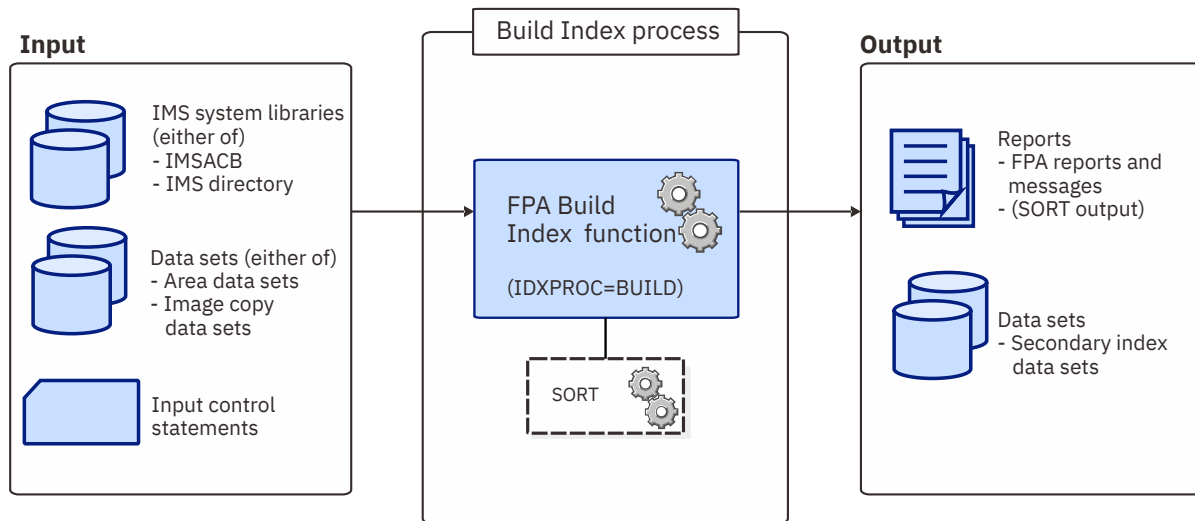 Build Index process
Input
IMS system libraries
(either of)
- IMSACB
- IMS directory
Data sets (either of)
- Area data sets
- Image copy
data sets
Input control
statements
FPA Build
Index function
(IDXPROC=BUILD)
SORT
Output
Reports
- FPA reports and
messages
- (SORT output)
Data sets
- Secondary index
data sets